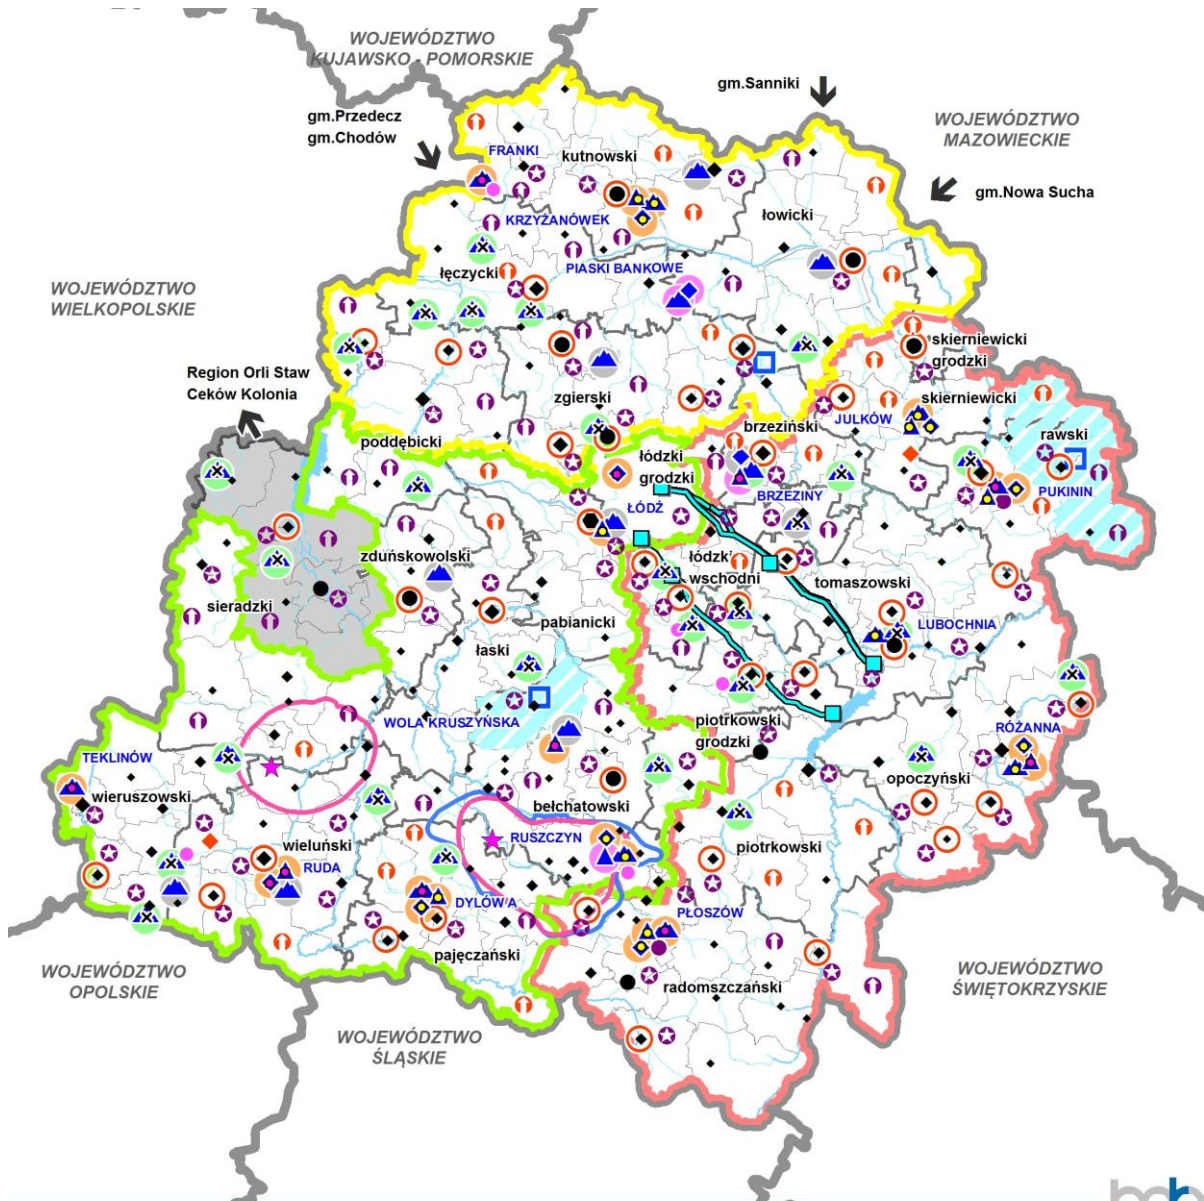 WOJEWÓDZTWO
KUJAWSKO - POMORSKIE
gm.Sanniki
gm.Przedecz
gm.Chodów
WOJEWÓDZTWO
MAZOWIECKIE
FRANKI
kutnowski
gm.Nowa Sucha
KRZYŻANÓWEK
łowicki
łęczycki
PIASKI BANKOWE
WOJEWÓDZTWO
WIELKOPOLSKIE
skierniewicki
grodzki
Region Orli Staw
Ceków Kolonia
zgierski
skierniewicki
JULKÓW
brzeziński
rawski
poddębicki
łódzki
grodzki
PUKININ
BRZEZINY
ŁÓDŹ
zduńskowolski
łódzki
wschodni
tomaszowski
sieradzki
pabianicki
LUBOCHNIA
łaski
WOLA KRUSZYŃSKA
piotrkowski
grodzki
RÓŻANNA
TEKLINÓW
opoczyński
wieruszowski
bełchatowski
RUSZCZYN
wieluński
piotrkowski
RUDA
DYLÓW A
PŁOSZÓW
pajęczański
radomszczański
WOJEWÓDZTWO
OPOLSKIE
WOJEWÓDZTWO
ŚWIĘTOKRZYSKIE
WOJEWÓDZTWO
ŚLĄSKIE